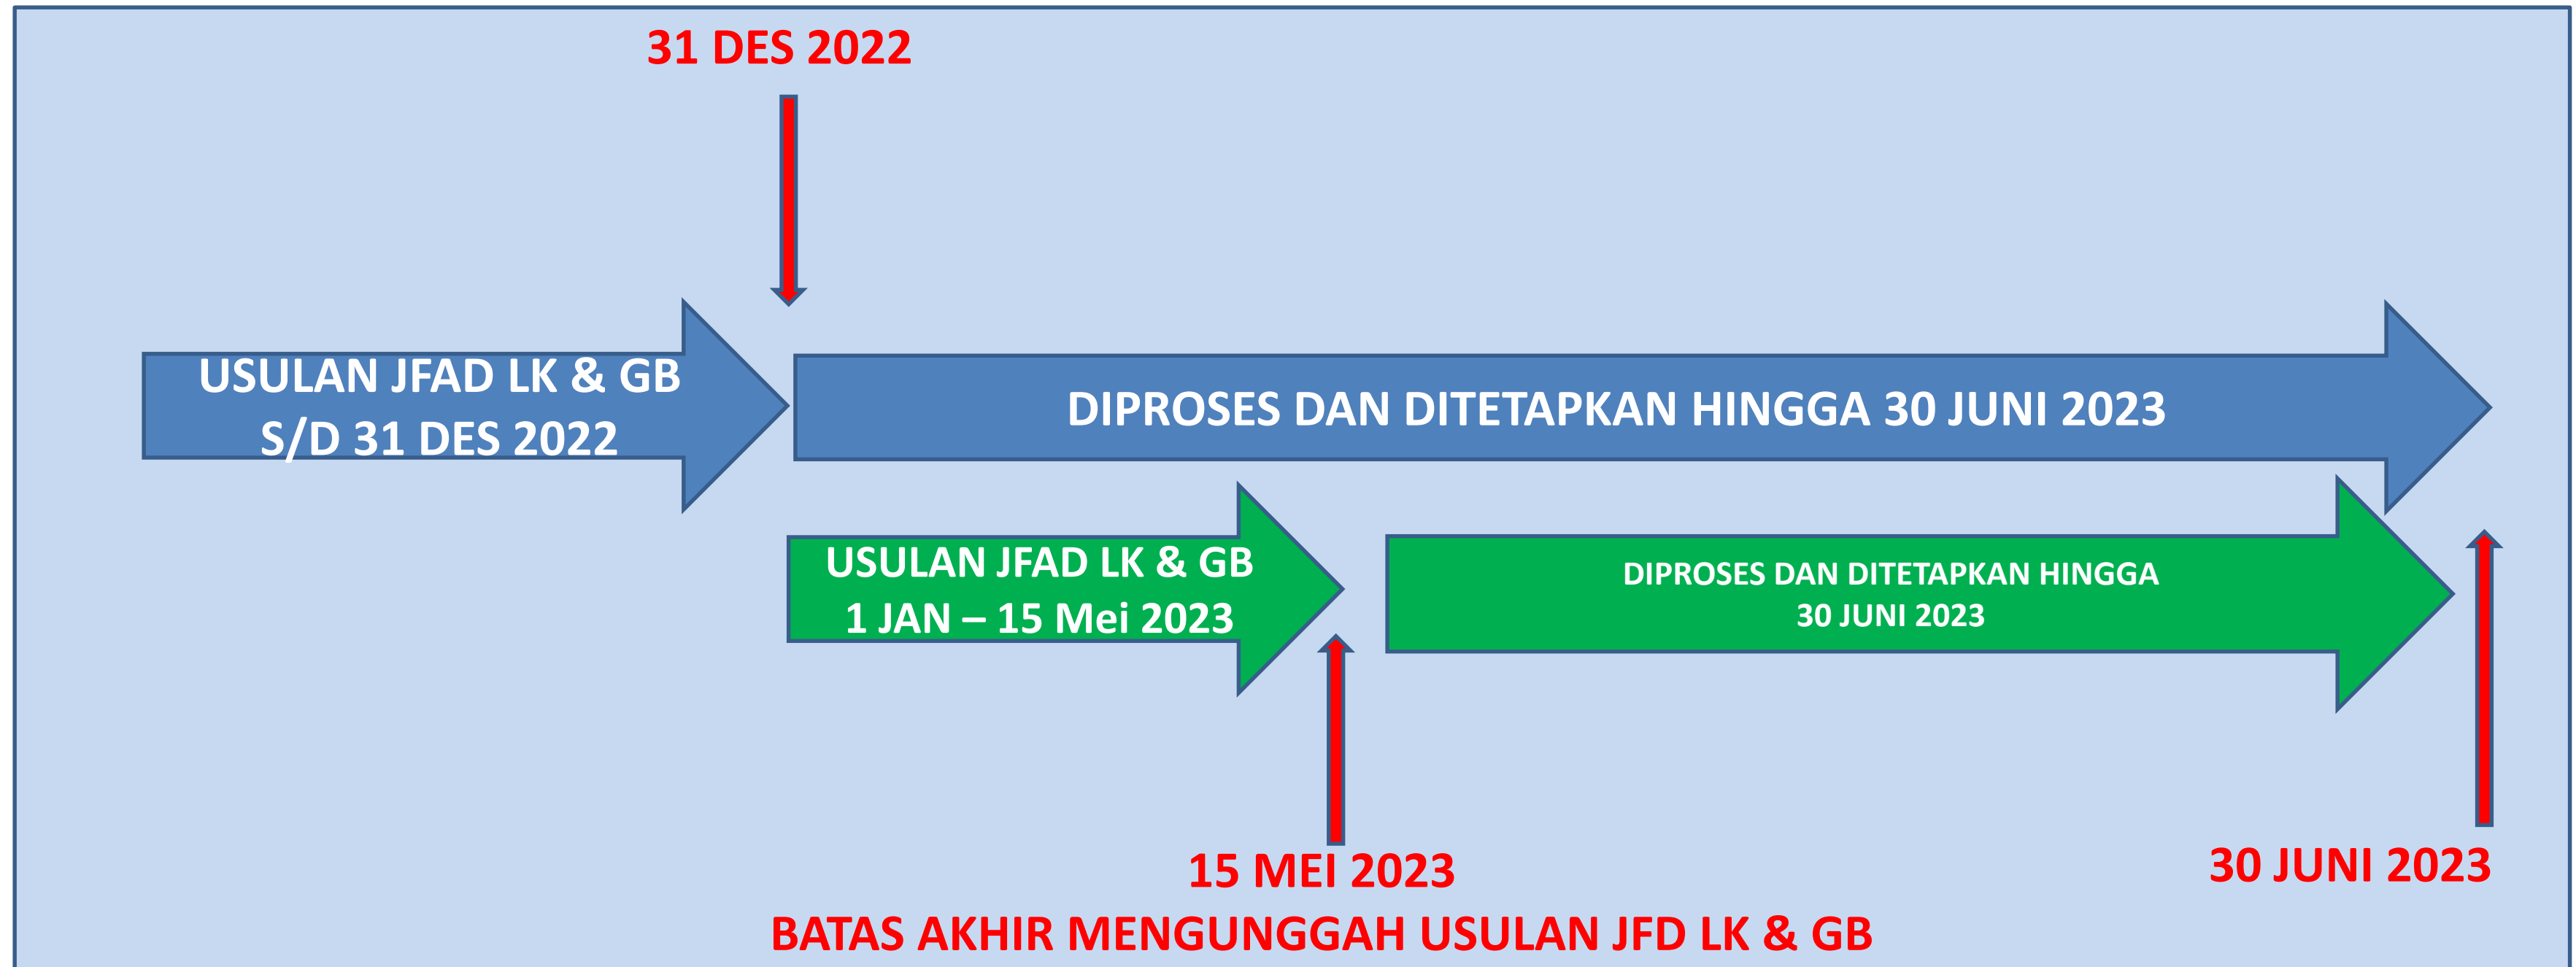 31 DES 2022
USULAN JFAD LK & GB
S/D 31 DES 2022
DIPROSES DAN DITETAPKAN HINGGA 30 JUNI 2023
USULAN JFAD LK & GB
1 JAN – 15 Mei 2023
DIPROSES DAN DITETAPKAN HINGGA
30 JUNI 2023
15 MEI 2023
BATAS AKHIR MENGUNGGAH USULAN JFD LK & GB
30 JUNI 2023